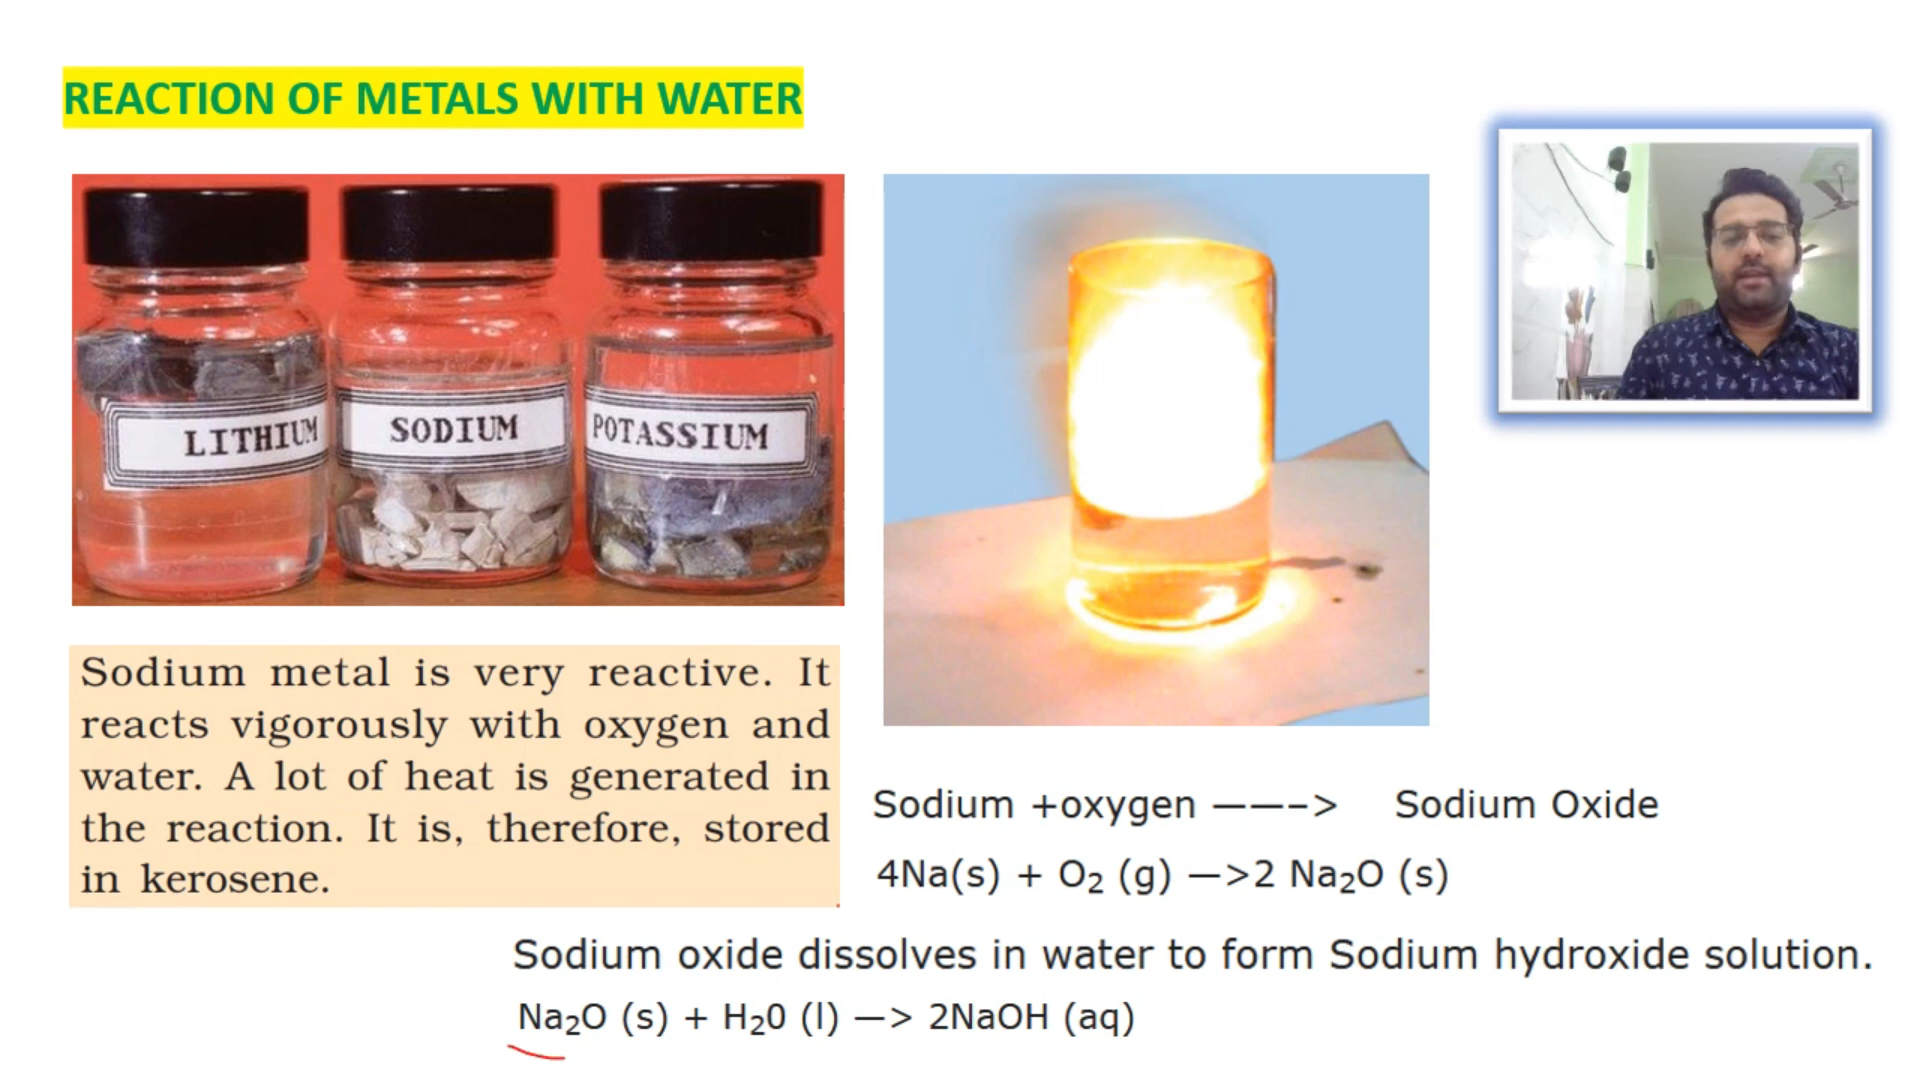 REACTION OF METALS WITH WATER
LITHIUM
SODIUM
POTASSIUM
Sodium metal is very reactive. It
reacts vigorously with oxygen and
water. A lot of heat is generated in
the reaction. It is, therefore, stored
in kerosene.
Sodium +oxygen ———> Sodium Oxide
4Na(s) + O₂ (g) —>2 Na₂O (s)
Sodium oxide dissolves in water to form Sodium hydroxide solution.
Na₂O (s) + H₂0 (l) —> 2NaOH (aq)